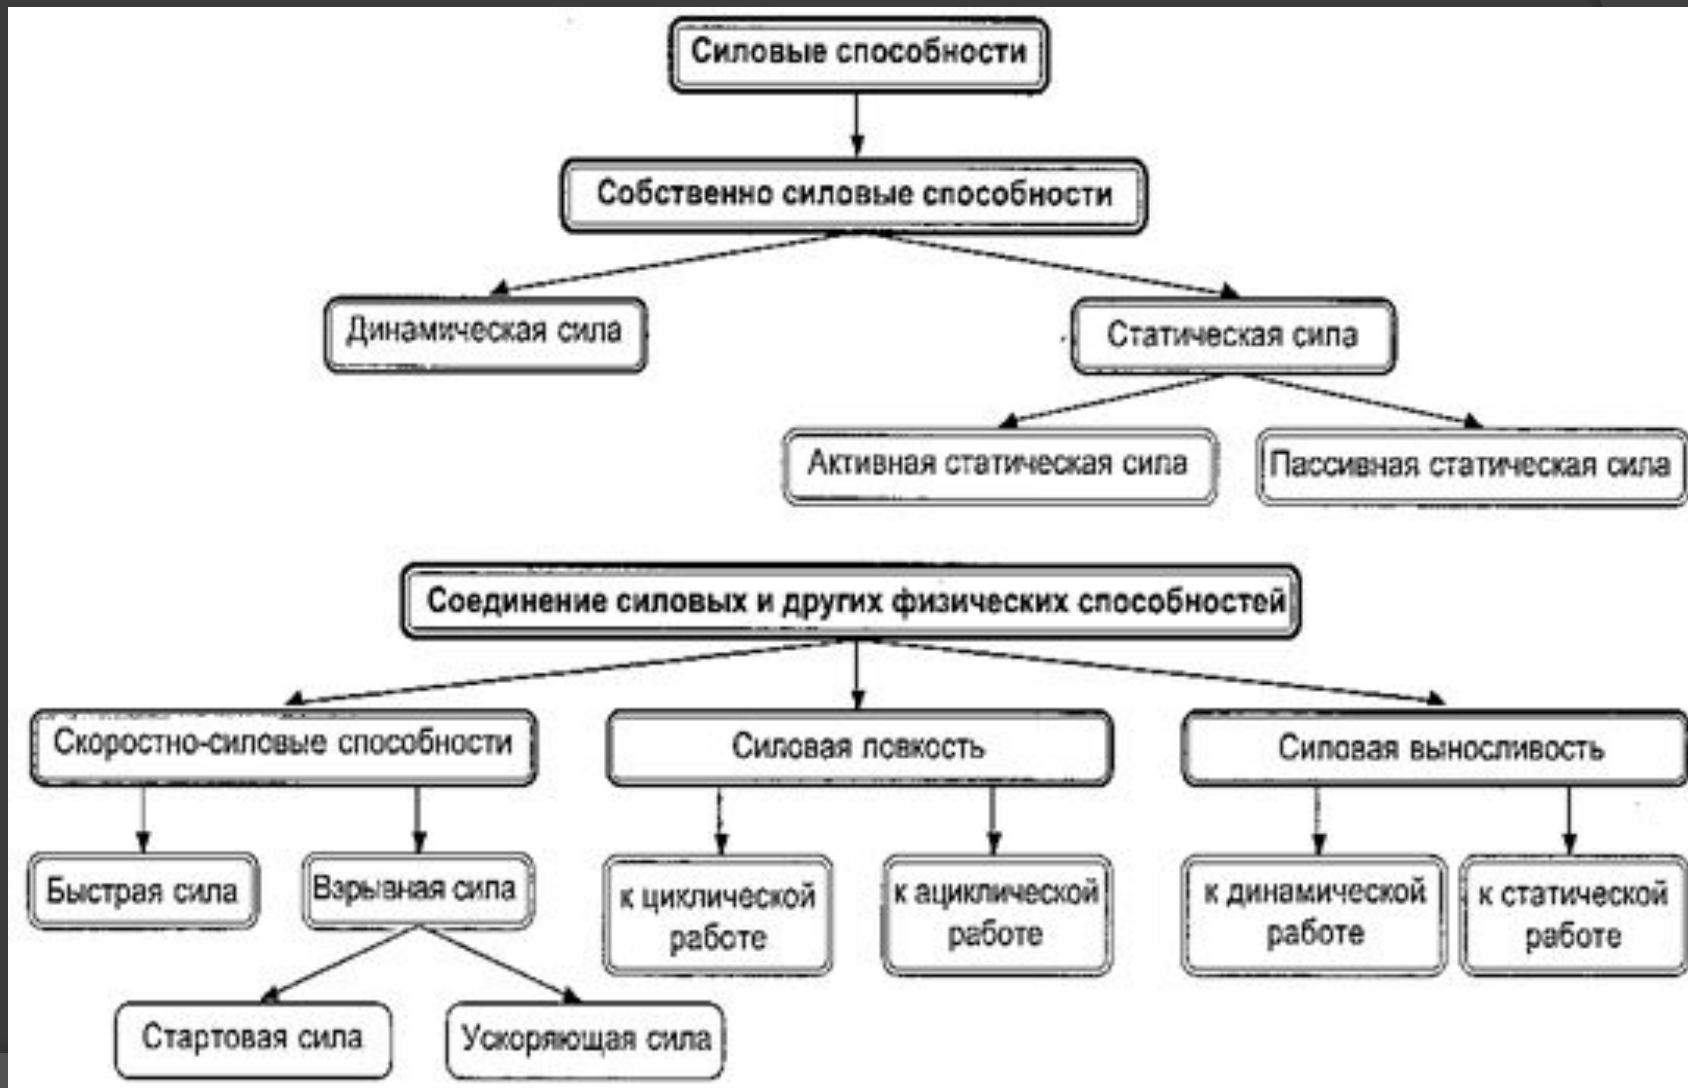 Силовые способности
Собственно силовые способности
Динамическая сила
Статическая сила
Активная статическая сила
Пассивная статическая сила
Соединение силовых и других физических способностей
Скоростно-силовые способности
Силовая ловкость
Силовая выносливость
Быстрая сила
Взрывная сила
к циклической
работе
к ациклической
работе
к динамической
работе
к статической
работе
Стартовая сила
Ускоряющая сила